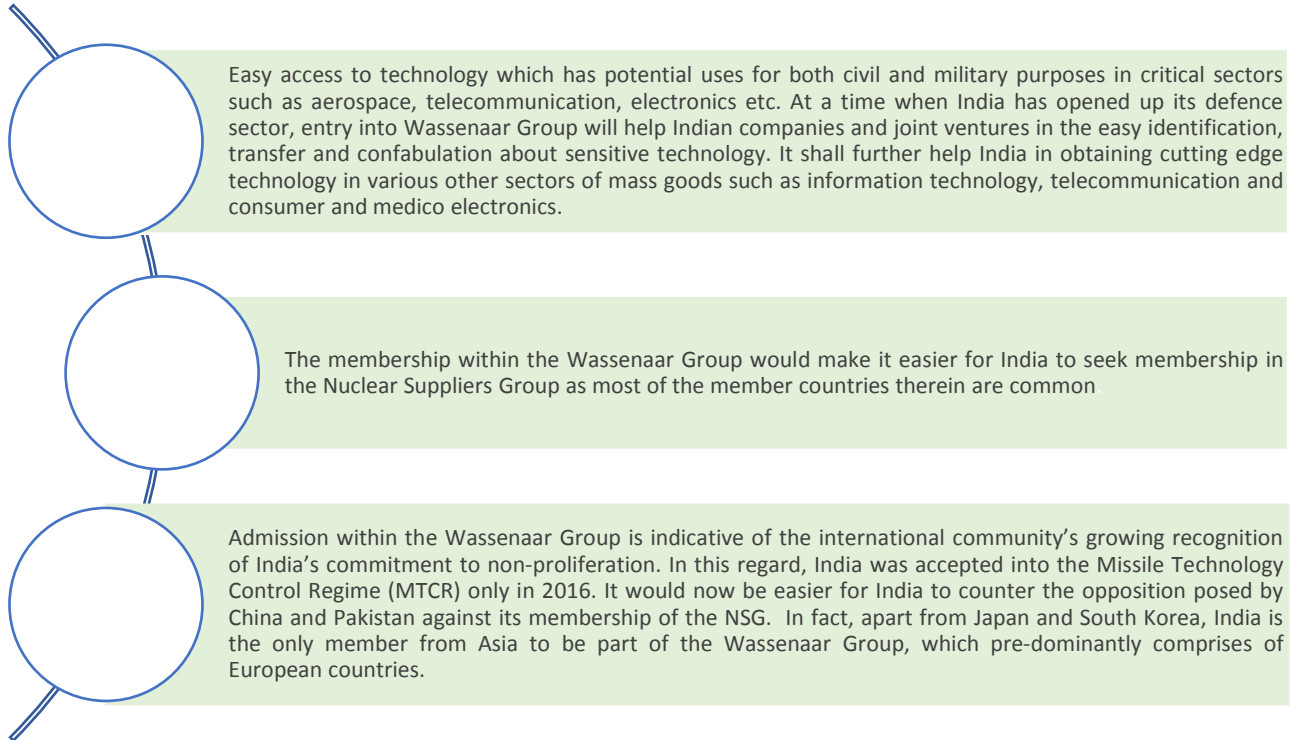 Easy access to technology which has potential uses for both civil and military purposes in critical sectors
such as aerospace, telecommunication, electronics etc. At a time when India has opened up its defence
sector, entry into Wassenaar Group will help Indian companies and joint ventures in the easy identification,
transfer and confabulation about sensitive technology. It shall further help India in obtaining cutting edge
technology in various other sectors of mass goods such as information technology, telecommunication and
consumer and medico electronics.
The membership within the Wassenaar Group would make it easier for India to seek membership in
the Nuclear Suppliers Group as most of the member countries therein are common.
Admission within the Wassenaar Group is indicative of the international community’s growing recognition
of India’s commitment to non-proliferation. In this regard, India was accepted into the Missile Technology
Control Regime (MTCR) only in 2016. It would now be easier for India to counter the opposition posed by
China and Pakistan against its membership of the NSG. In fact, apart from Japan and South Korea, India is
the only member from Asia to be part of the Wassenaar Group, which pre-dominantly comprises of
European countries.